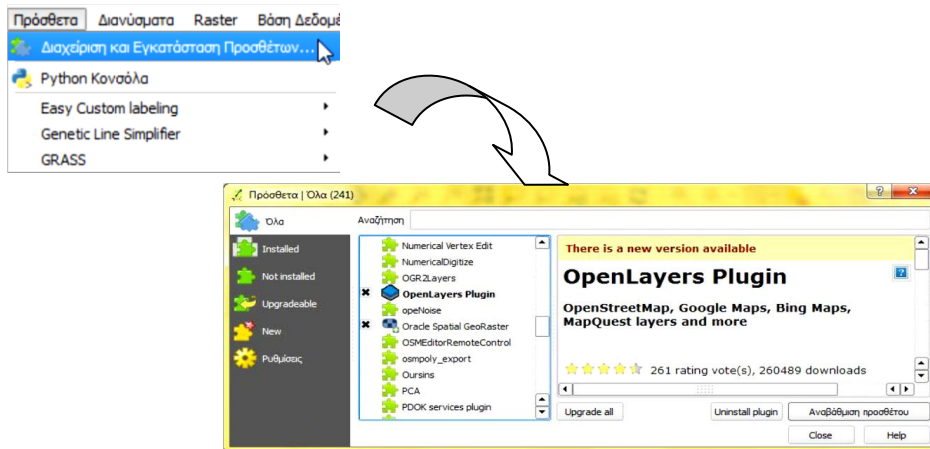 Πρόσθετα Διανύσματα Raster Βάση Δεδομ
Διαχείριση και Εγκατάσταση Προσθέτων...
Python Κονσόλα
Easy Custom labeling
Genetic Line Simplifier
GRASS
Πρόσθετα | Όλα (241)
Όλα
Installed
Not installed
Upgradeable
New
Ρυθμίσεις
Αναζήτηση
Numerical Vertex Edit
NumericalDigitize
OGR2Layers
OpenLayers Plugin
opeNoise
Oracle Spatial GeoRaster
OSMEditorRemoteControl
osmpoly_export
Oursins
PCA
PDOK services plugin
There is a new version available
OpenLayers Plugin
OpenStreetMap, Google Maps, Bing Maps,
MapQuest layers and more
261 rating vote(s), 260489 downloads
Upgrade all Uninstall plugin Αναβάθμιση προσθέτου
Close Help